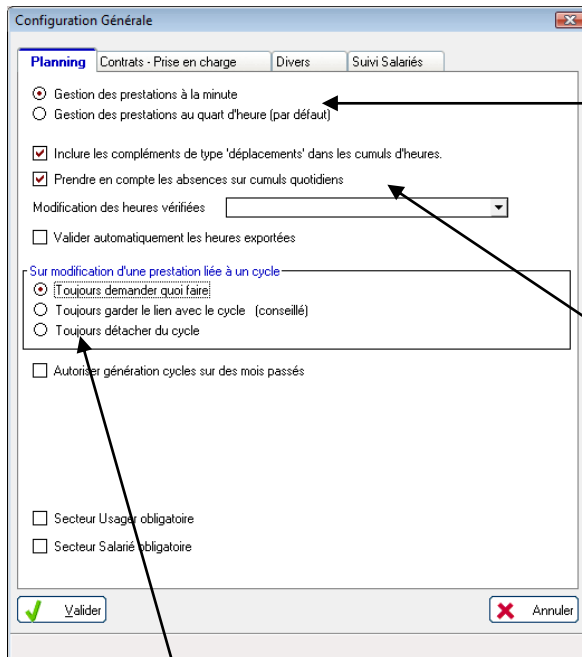 Configuration Générale
Planning
Contrats - Prise en charge
Divers
Suivi Salariés
Gestion des prestations à la minute
Gestion des prestations au quart d'heure (par défaut)
Inclure les compléments de type 'déplacements' dans les cumuls d'heures.
Prendre en compte les absences sur cumuls quotidiens
Modification des heures vérifiées
Valider automatiquement les heures exportées
Sur modification d'une prestation liée à un cycle
Toujours demander quoi faire
Toujours garder le lien avec le cycle (conseillé)
Toujours détacher du cycle
Autoriser génération cycles sur des mois passés
Secteur Usager obligatoire
Secteur Salarié obligatoire
Valider
Annuler